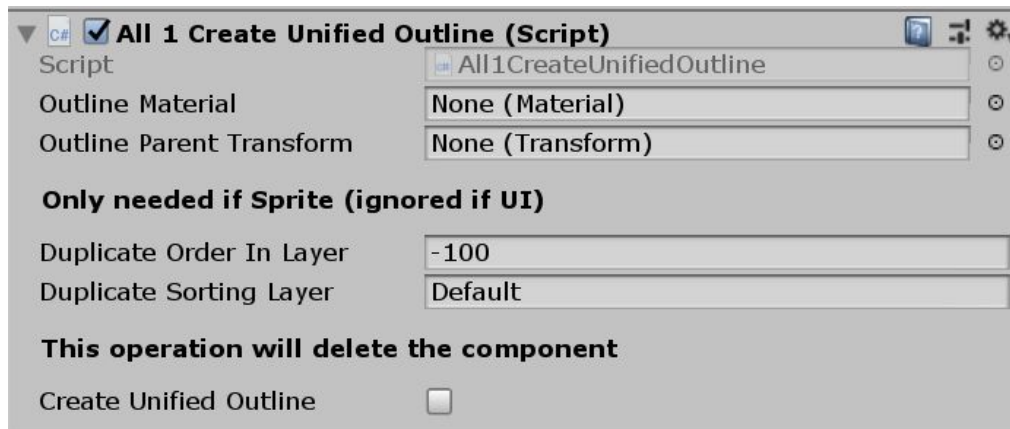 All 1 Create Unified Outline (Script)
Script All1CreateUnifiedOutline
Outline Material None (Material)
Outline Parent Transform None (Transform)
Only needed if Sprite (ignored if UI)
Duplicate Order In Layer -100
Duplicate Sorting Layer Default
This operation will delete the component
Create Unified Outline